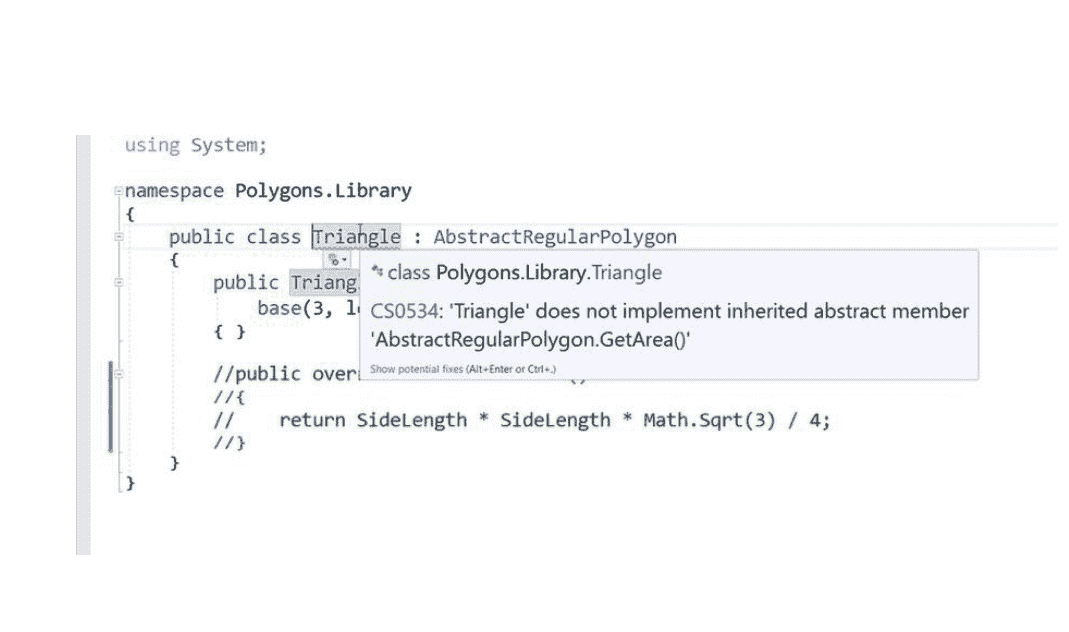 using System;
namespace Polygons.Library
{
public class Triangle : AbstractRegularPolygon
{
class Polygons.Library.Triangle
public Triang
CS0534: 'Triangle' does not implement inherited abstract member
base(3, l
'AbstractRegularPolygon.GetArea()'
{ }
Show potential fixes (Alt+Enter or Ctrl+.)
//public over
//{
// return SideLength * SideLength * Math.Sqrt(3) / 4;
//}
}
}